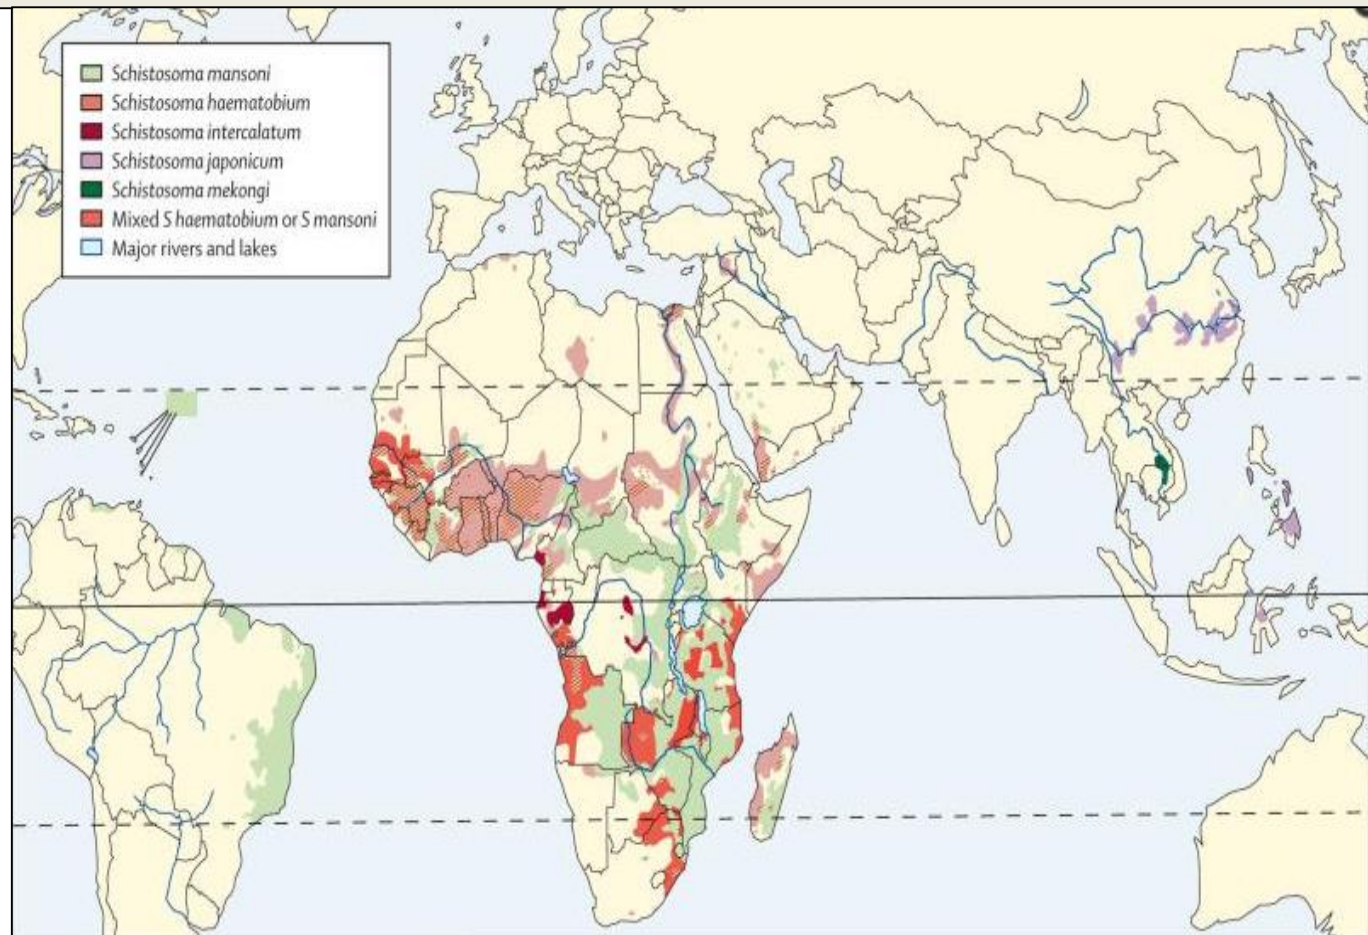 Schistosoma mansoni
Schistosoma haematobium
Schistosoma intercalatum
Schistosoma japonicum
Schistosoma mekongi
Mixed S haematobium or S mansoni
Major rivers and lakes